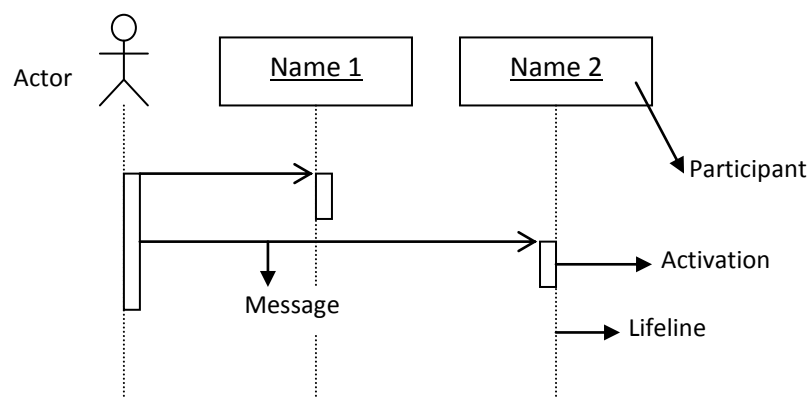 Actor
Name 1
Name 2
Participant
Activation
Message
Lifeline